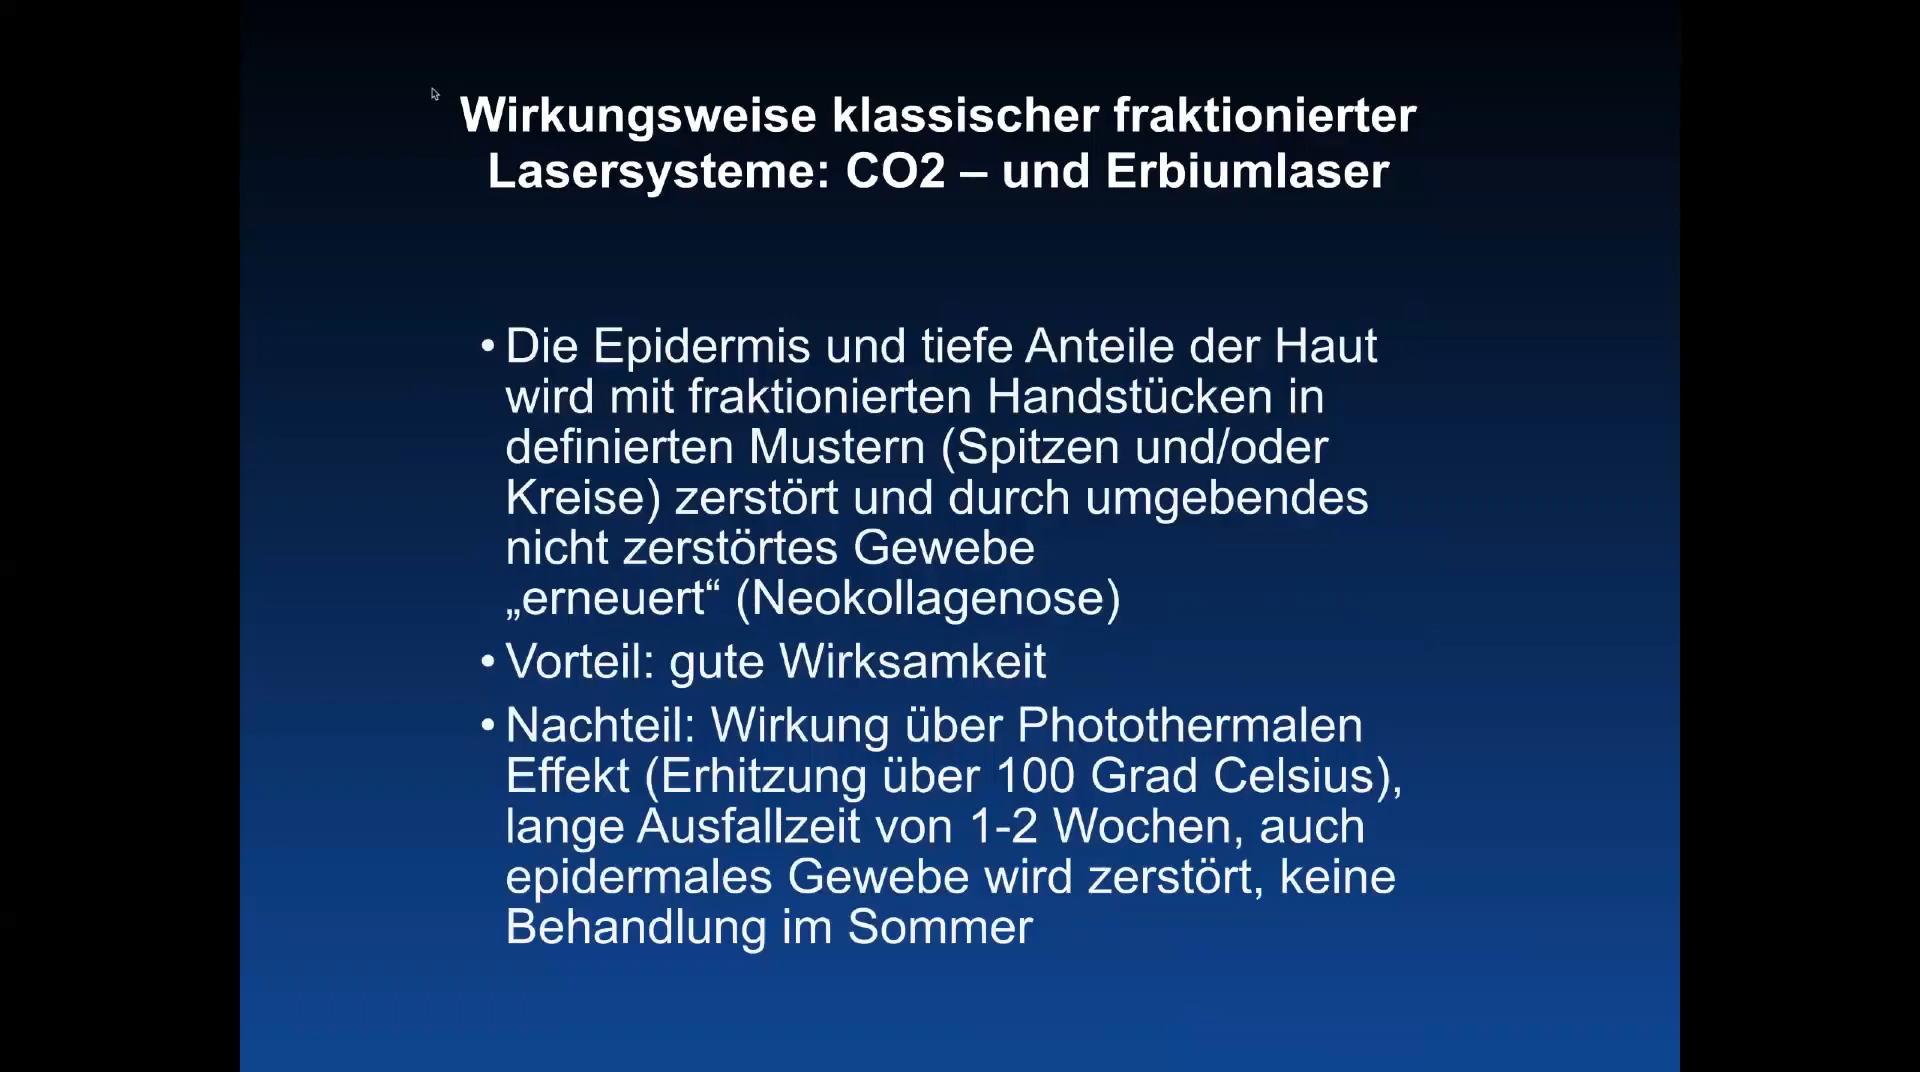 Wirkungsweise klassischer fraktionierter
Lasersysteme: CO2 – und Erbiumlaser
• Die Epidermis und tiefe Anteile der Haut
wird mit fraktionierten Handstücken in
definierten Mustern (Spitzen und/oder
Kreise) zerstört und durch umgebendes
nicht zerstörtes Gewebe
„erneuert“ (Neokollagenose)
• Vorteil: gute Wirksamkeit
• Nachteil: Wirkung über Photothermalen
Effekt (Erhitzung über 100 Grad Celsius),
lange Ausfallzeit von 1-2 Wochen, auch
epidermales Gewebe wird zerstört, keine
Behandlung im Sommer